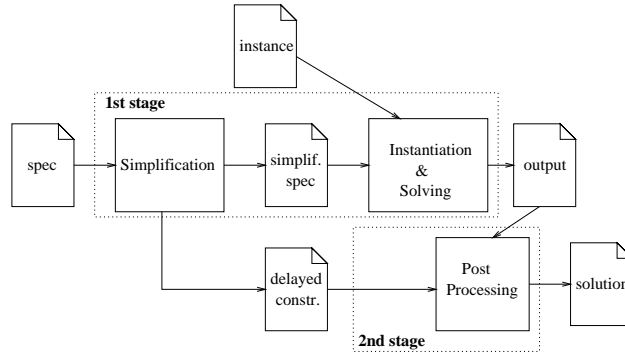 instance
1st stage
spec
Simplification
simplif.
spec
Instantiation
&
Solving
output
delayed
constr.
Post
Processing
solution
2nd stage